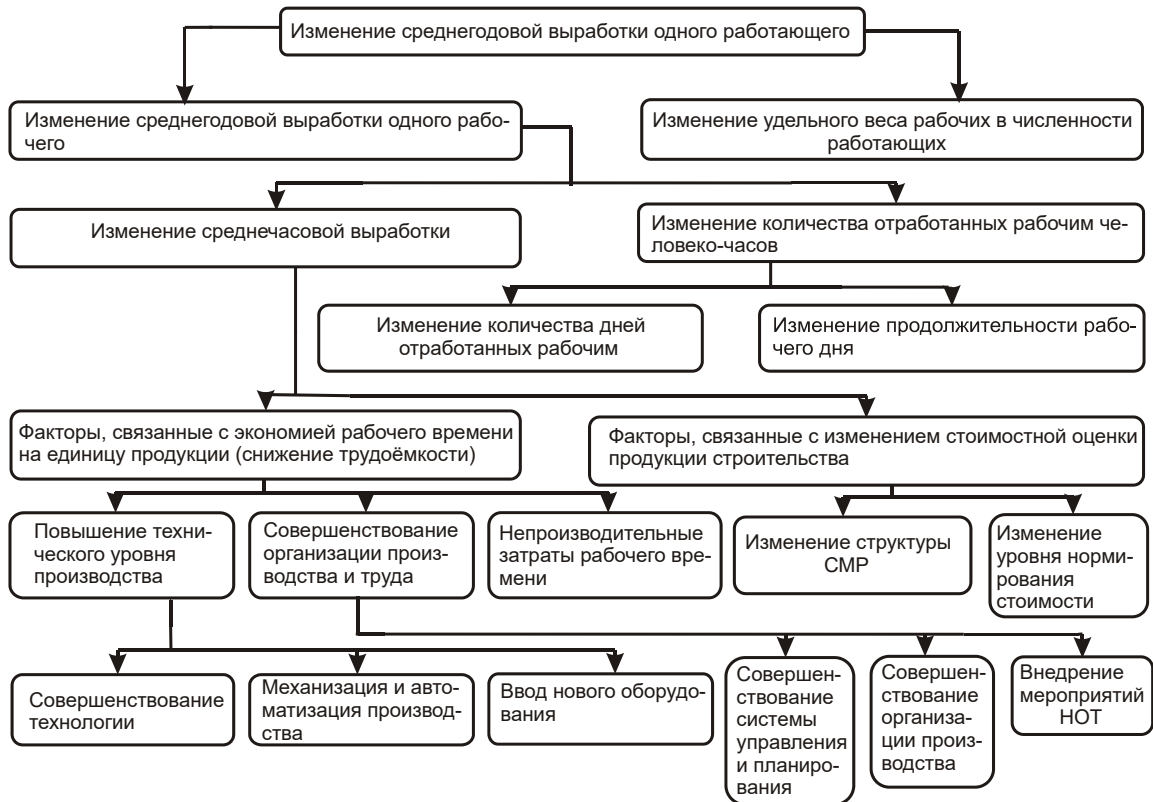 Изменение среднегодовой выработки одного работающего
Изменение среднегодовой выработки одного рабо-
чего
Изменение удельного веса рабочих в численности
работающих
Изменение среднечасовой выработки
Изменение количества отработанных рабочим че-
ловеко-часов
Изменение количества дней
отработанных рабочим
Изменение продолжительности рабо-
чего дня
Факторы, связанные с экономией рабочего времени
на единицу продукции (снижение трудоёмкости)
Факторы, связанные с изменением стоимостной оценки
продукции строительства
Повышение техни-
ческого уровня
производства
Совершенствование
организации произ-
водства и труда
Непроизводительные
затраты рабочего вре-
мени
Изменение структуры
СМР
Изменение
уровня норми-
рования
стоимости
Совершенствование
технологии
Механизация и авто-
матизация производ-
ства
Ввод нового оборудо-
вания
Совершен-
ствование
системы
управления
и планиро-
вания
Совершен-
ствование
организа-
ции произ-
водства
Внедрение
мероприятий
НОТ